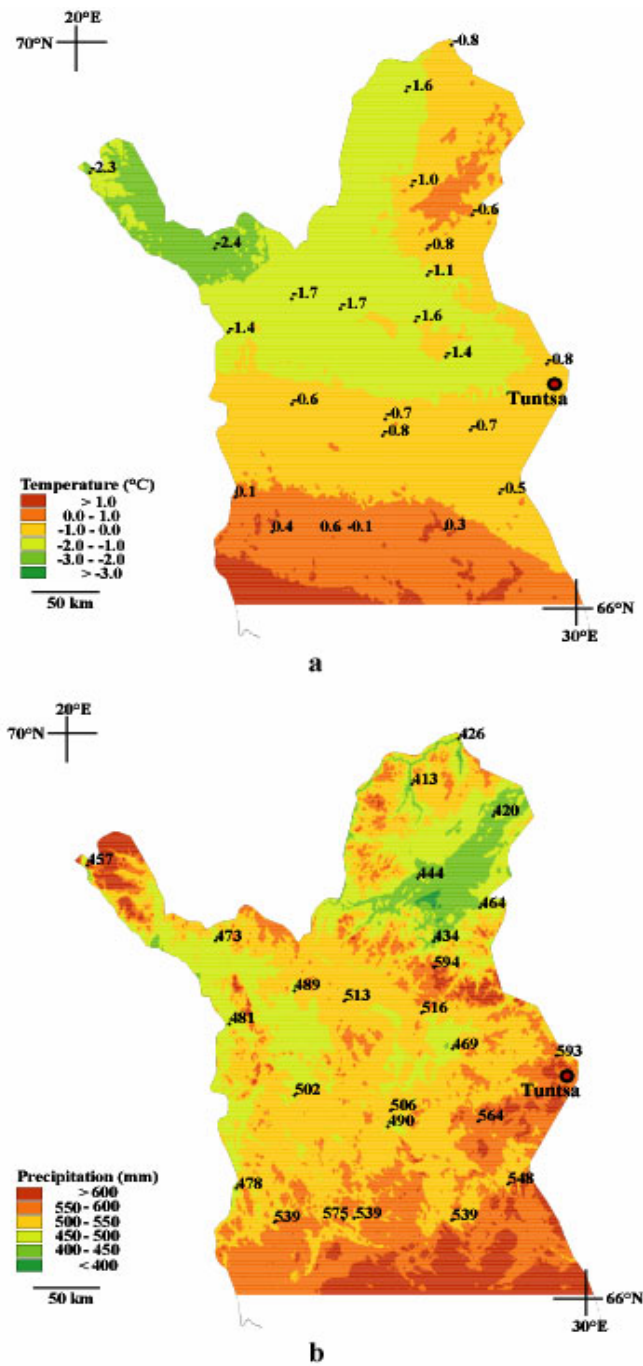 20°E
70°N
-0.8
-1.6
-2.3
-1.0
-0.6
-2.4
-0.8
-1.1
-1.7
-1.7
-1.6
-1.4
-1.4
-0.8
Tuntsa
-0.6
-0.7
-0.8
-0.7
Temperature (°C)
> 1.0
0.0 - 1.0
-1.0 - 0.0
-2.0 - -1.0
-3.0 - -2.0
> -3.0
50 km
0.1
-0.5
0.4
0.6
-0.1
0.3
66°N
30°E
a
20°E
70°N
426
413
420
457
444
464
473
434
594
489
513
516
481
469
593
Tuntsa
502
506
490
564
Precipitation (mm)
> 600
550 - 600
500 - 550
450 - 500
400 - 450
< 400
50 km
478
548
539
575
539
539
66°N
30°E
b